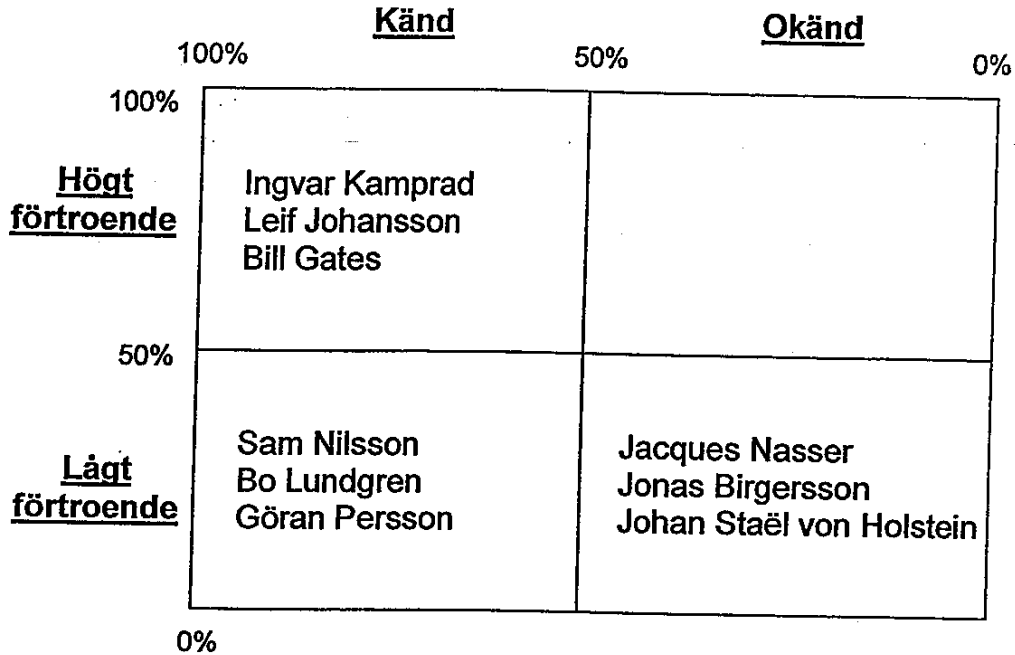 Känd
Okänd
100%
50%
0%
100%
Högt
förtroende
Ingvar Kamprad
Leif Johansson
Bill Gates
50%
Lågt
förtroende
Sam Nilsson
Bo Lundgren
Göran Persson
Jacques Nasser
Jonas Birgersson
Johan Staël von Holstein
0%